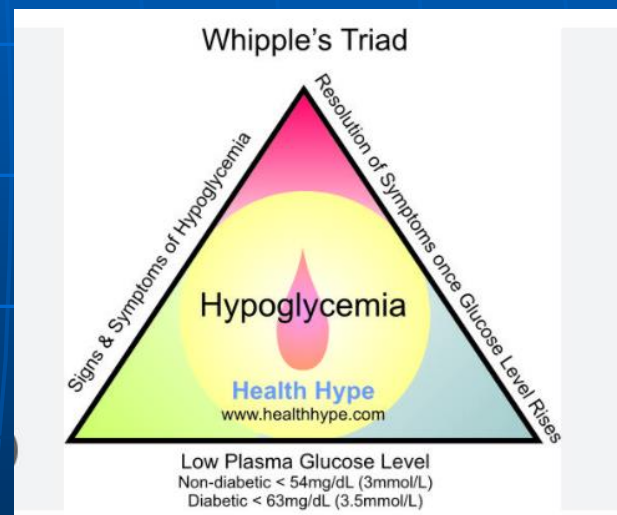 Whipple's Triad
Signs & Symptoms of Hypoglycemia
Resolution of Symptoms once Glucose Level Rises
Hypoglycemia
Health Hype
www.healthhype.com
Low Plasma Glucose Level
Non-diabetic < 54mg/dL (3mmol/L)
Diabetic < 63mg/dL (3.5mmol/L)